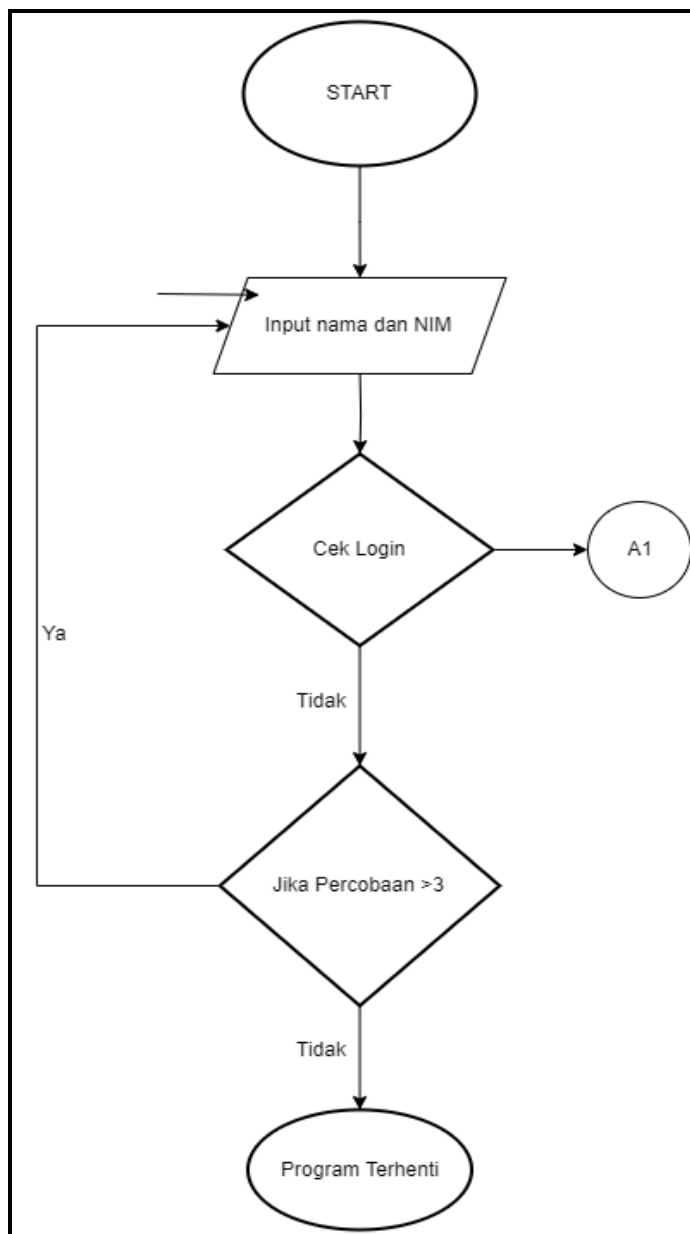 START
Input nama dan NIM
Cek Login
A1
Ya
Tidak
Jika Percobaan >3
Tidak
Program Terhenti